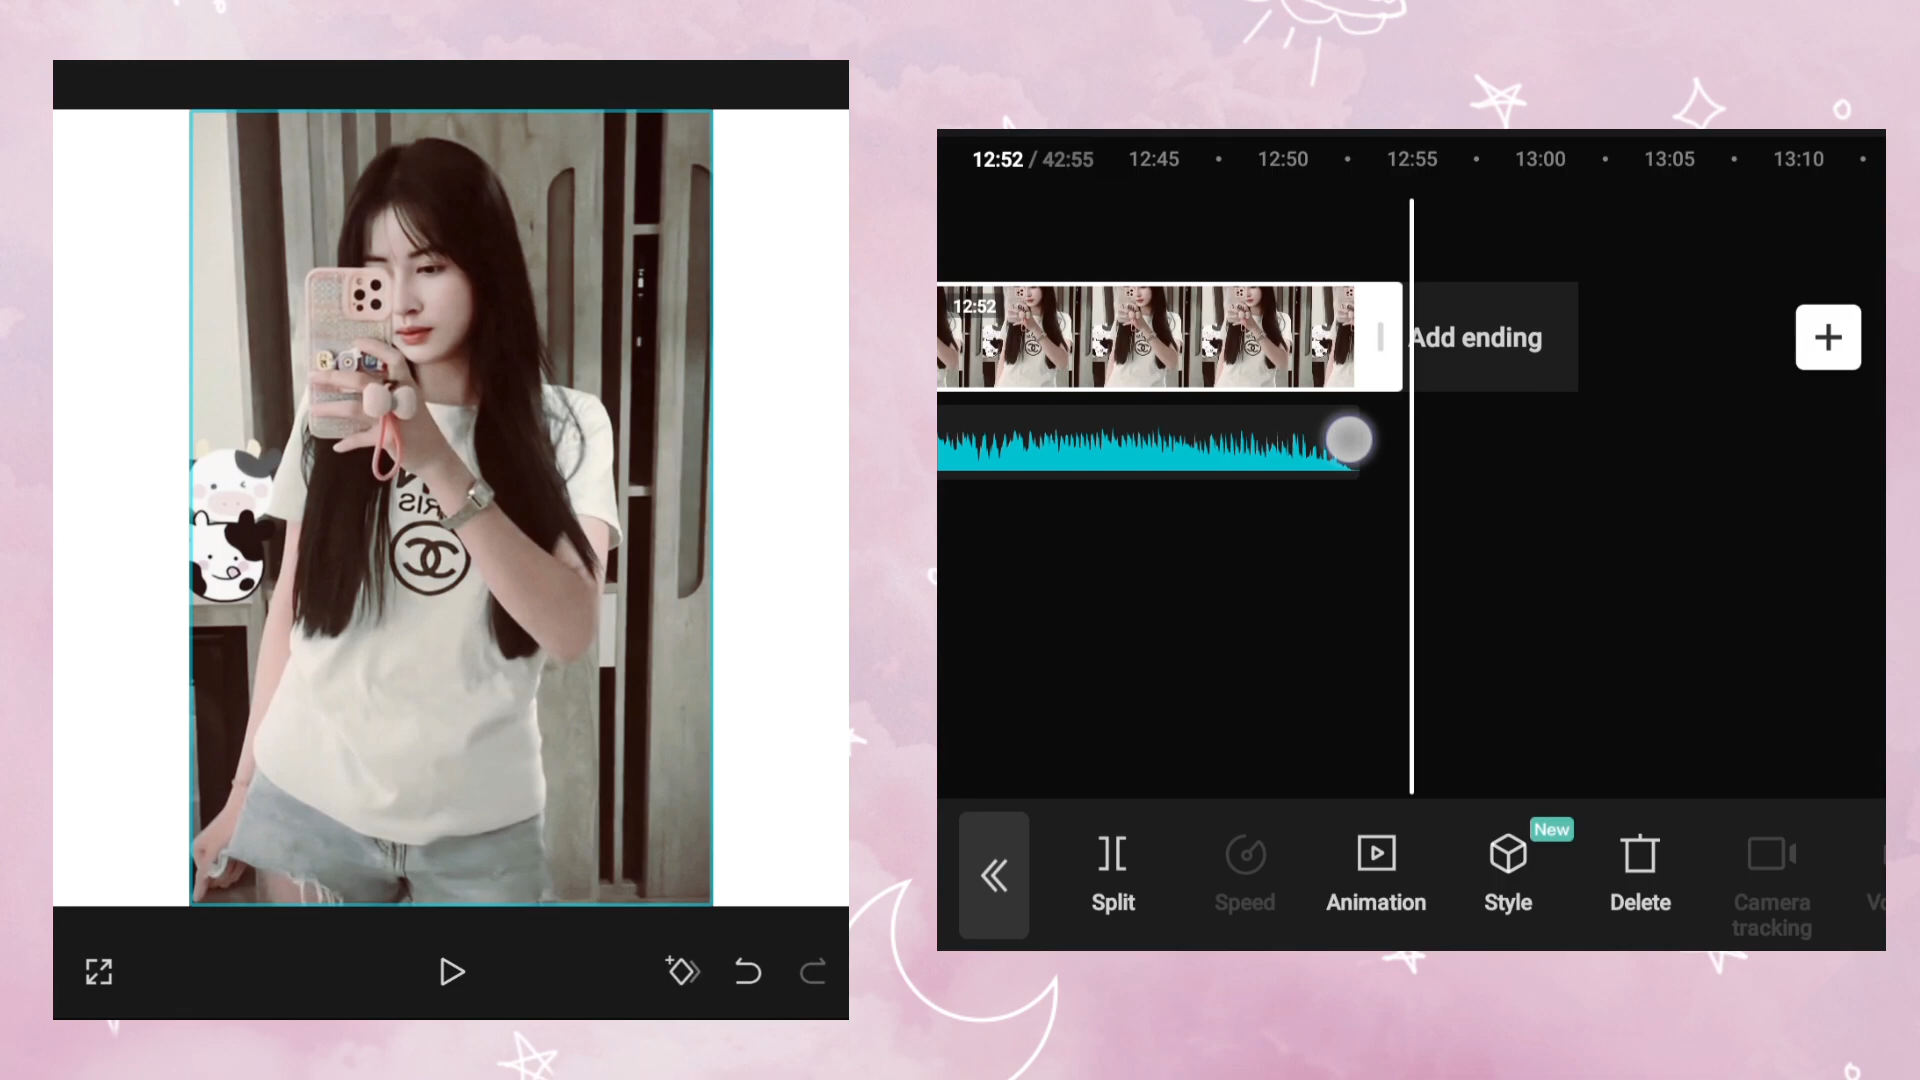 RIS
12:52 / 42:55 12:45 12:50 12:55 13:00 13:05 13:10
12:52
Add ending
New
Split Speed Animation Style Delete Camera tracking